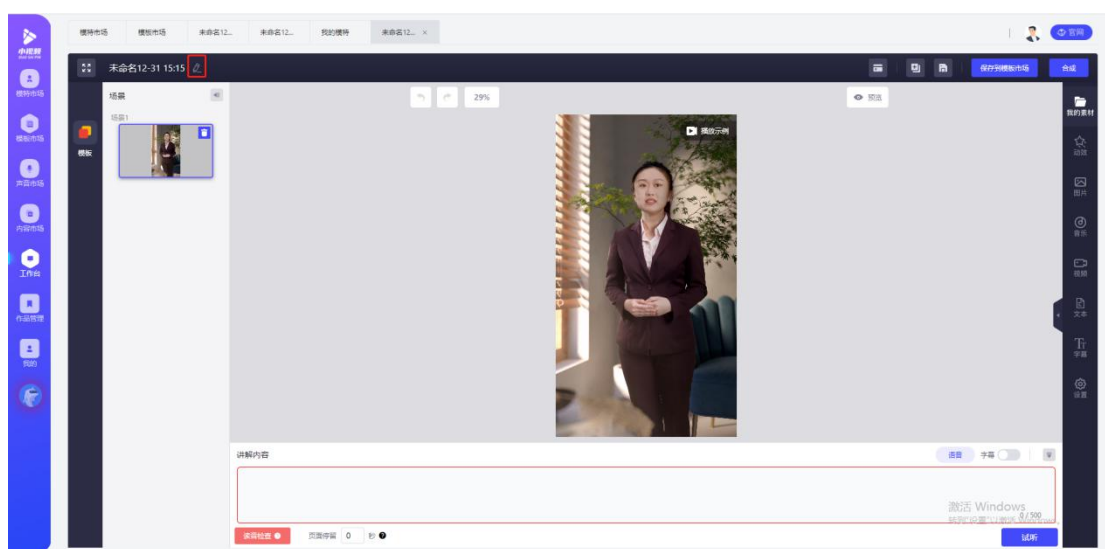 模特市场
模板市场
未命名12...
未命名12...
我的模特
未命名12... ×
官网
小视频
模特市场
模板市场
声音市场
内容市场
工作台
作品管理
我的
未命名12-31 15:15
保存到模板市场
合成
模板
场景
场景1
29%
预览
播放示例
我的素材
动效
图片
音乐
视频
文本
字幕
设置
讲解内容
语音
字幕
激活 Windows
0 / 500
页面停留 0 秒
试听